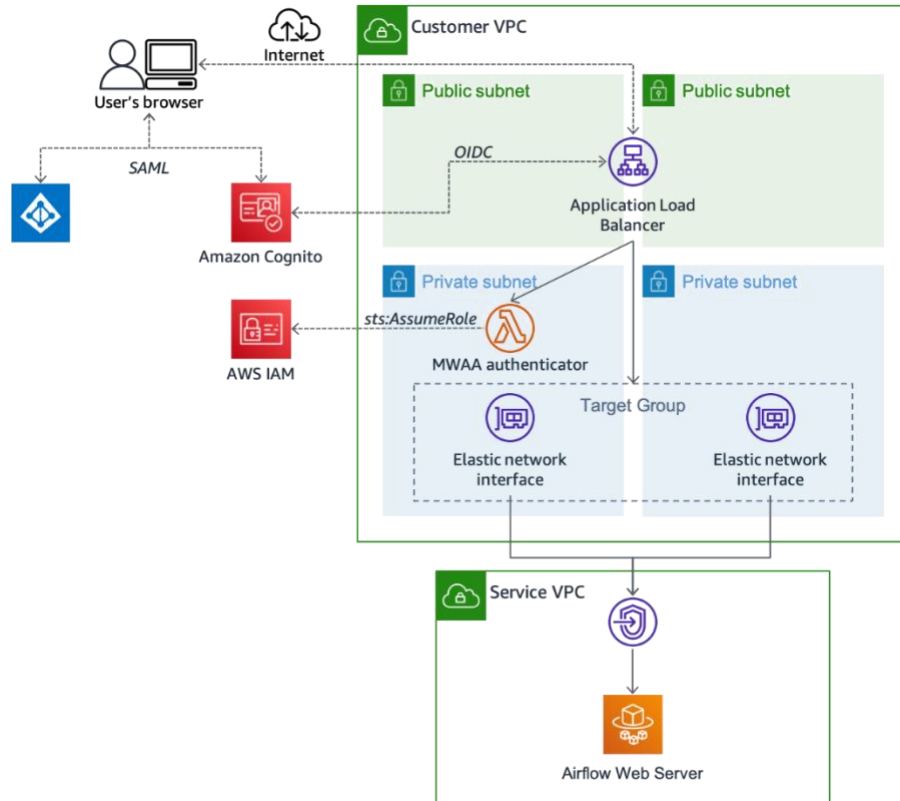 Customer VPC
Internet
User's browser
Public subnet
Public subnet
OIDC
SAML
Application Load
Balancer
Amazon Cognito
Private subnet
Private subnet
sts:AssumeRole
MWAA authenticator
AWS IAM
Target Group
Elastic network
interface
Elastic network
interface
Service VPC
Airflow Web Server